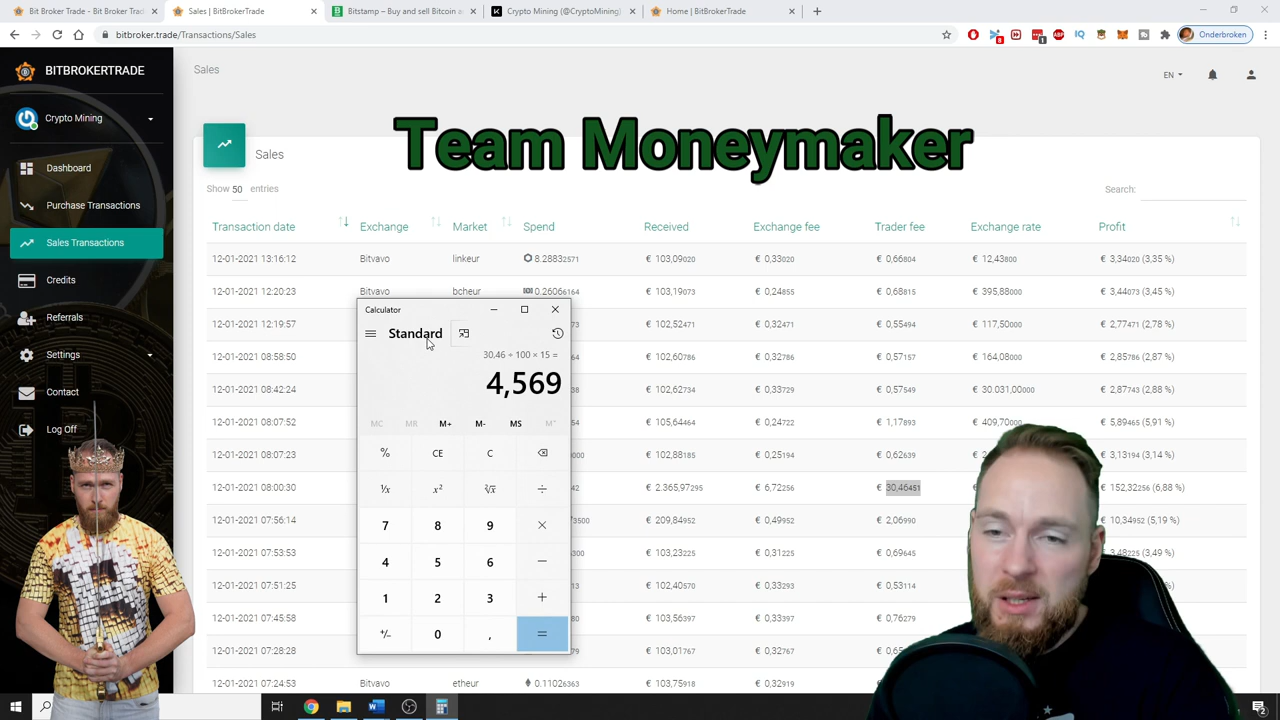 Bit Broker Trade - Bit Broker Trade
Sales | BitBrokerTrade
Bitstamp – Buy and sell Bitcoin
Crypto Mining (@CryptoMining)
Home | BitBrokerTrade
bitbroker.trade/Transactions/Sales
Onderbroken
BITBROKERTRADE
Crypto Mining
Dashboard
Purchase Transactions
Sales Transactions
Credits
Referrals
Settings
Contact
Log Off
Sales
EN
Team Moneymaker
Sales
Show 50 entries
Search:
Transaction date Exchange Market Spend Received Exchange fee Trader fee Exchange rate Profit
12-01-2021 13:16:12 Bitvavo linkeur 8.28832571 € 103,09020 € 0,33020 € 0,66804 € 12,43800 € 3,34020 (3,35 %)
12-01-2021 12:20:23 Bitvavo bcheur 0.26066164 € 103,19073 € 0,24855 € 0,68815 € 395,88000 € 3,44073 (3,45 %)
12-01-2021 12:19:57 € 102,52471 € 0,32471 € 0,55494 € 117,50000 € 2,77471 (2,78 %)
12-01-2021 08:58:50 € 102,60786 € 0,57157 € 164,08000 € 2,85786 (2,87 %)
12-01-2021 08:42:24 € 102,62734 € 0,57549 € 30.031,00000 € 2,87743 (2,88 %)
12-01-2021 08:07:52 € 105,64464 € 0,24722 € 1,17893 € 409,70000 € 5,89465 (5,91 %)
12-01-2021 08:07:23 € 102,88185 € 0,25194 € € 3,13194 (3,14 %)
12-01-2021 08:00:30 € 2.365,97295 € 6,72256 € 152,32256 (6,88 %)
12-01-2021 07:56:14 € 209,84952 € 0,49952 € 2,06990 € 10,34952 (5,19 %)
12-01-2021 07:53:53 € 103,23225 € 0,31225 € 0,69645 3,48225 (3,49 %)
12-01-2021 07:51:25 € 102,40570 € 0,33293 € 0,53114
12-01-2021 07:45:58 € 103,56397 € 0,33397 € 0,76279
12-01-2021 07:28:28 € 103,01767 € 0,32767
12-01-2021 07:24:53 Bitvavo etheur 0.11026363 € 103,75918 € 0,32919
Calculator
Standard
30,46 ÷ 100 × 15 =
4,569
MC MR M+ M- MS M˅
% CE C
¹/x x² ²√x ÷
7 8 9 ×
4 5 6 −
1 2 3 +
+/− 0 , =